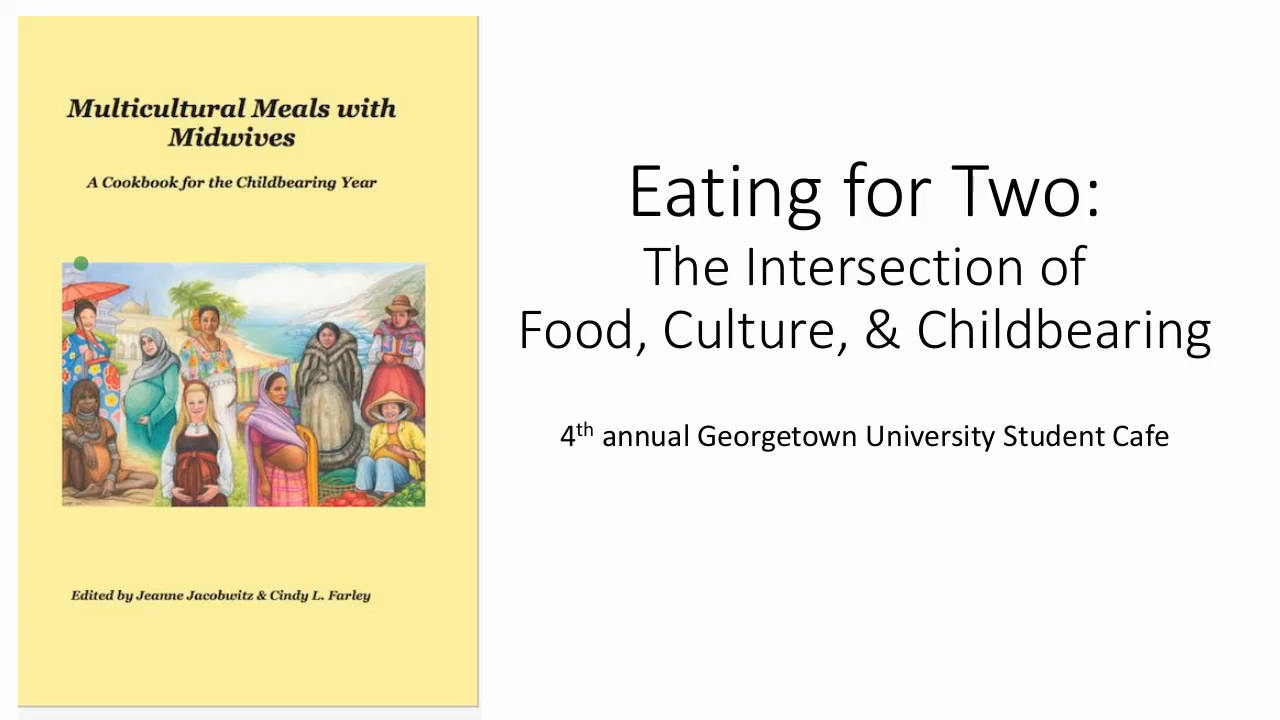 Multicultural Meals with
Midwives
A Cookbook for the Childbearing Year
Edited by Jeanne Jacobwitz & Cindy L. Farley
Eating for Two:
The Intersection of
Food, Culture, & Childbearing
4th annual Georgetown University Student Cafe